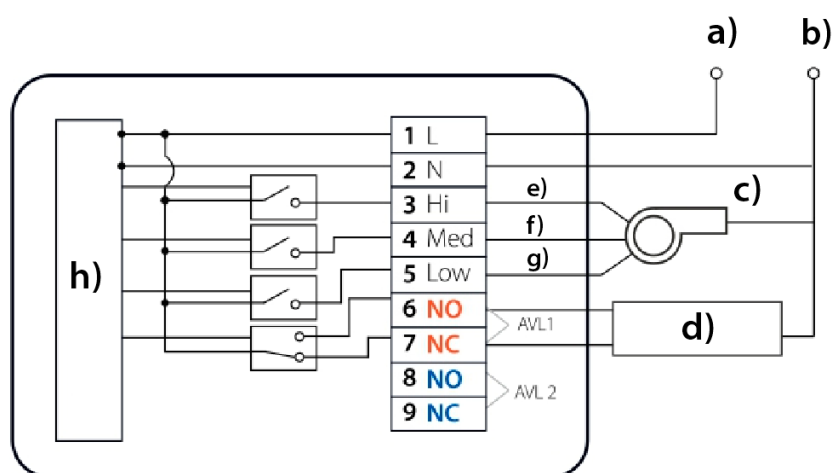 a) b)
1 L
2 N
c)
3 Hi e)
4 Med f)
5 Low g)
h)
6 NO
AVL1
d)
7 NC
8 NO
AVL 2
9 NC